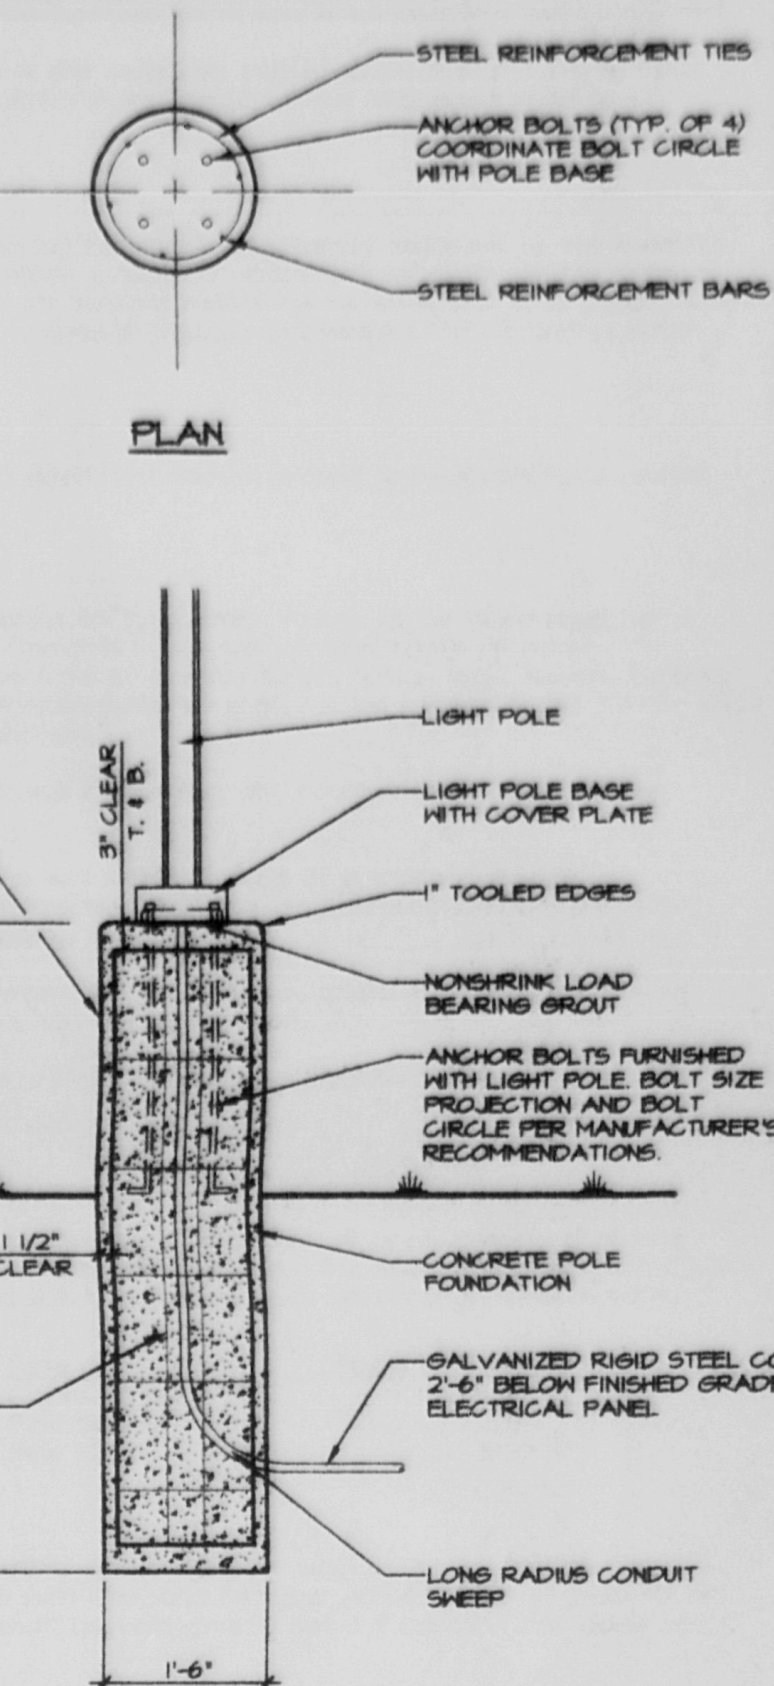 STEEL REINFORCEMENT TIES
ANCHOR BOLTS (TYP. OF 4)
COORDINATE BOLT CIRCLE
WITH POLE BASE
STEEL REINFORCEMENT BARS
PLAN
LIGHT POLE
3" CLEAR
T. & B.
LIGHT POLE BASE
WITH COVER PLATE
1" TOOLED EDGES
NONSHRINK LOAD
BEARING GROUT
ANCHOR BOLTS FURNISHED
WITH LIGHT POLE. BOLT SIZE
PROJECTION AND BOLT
CIRCLE PER MANUFACTURER'S
RECOMMENDATIONS.
1 1/2"
CLEAR
CONCRETE POLE
FOUNDATION
GALVANIZED RIGID STEEL CO
2'-6" BELOW FINISHED GRADE
ELECTRICAL PANEL
LONG RADIUS CONDUIT
SWEEP
1'-6"